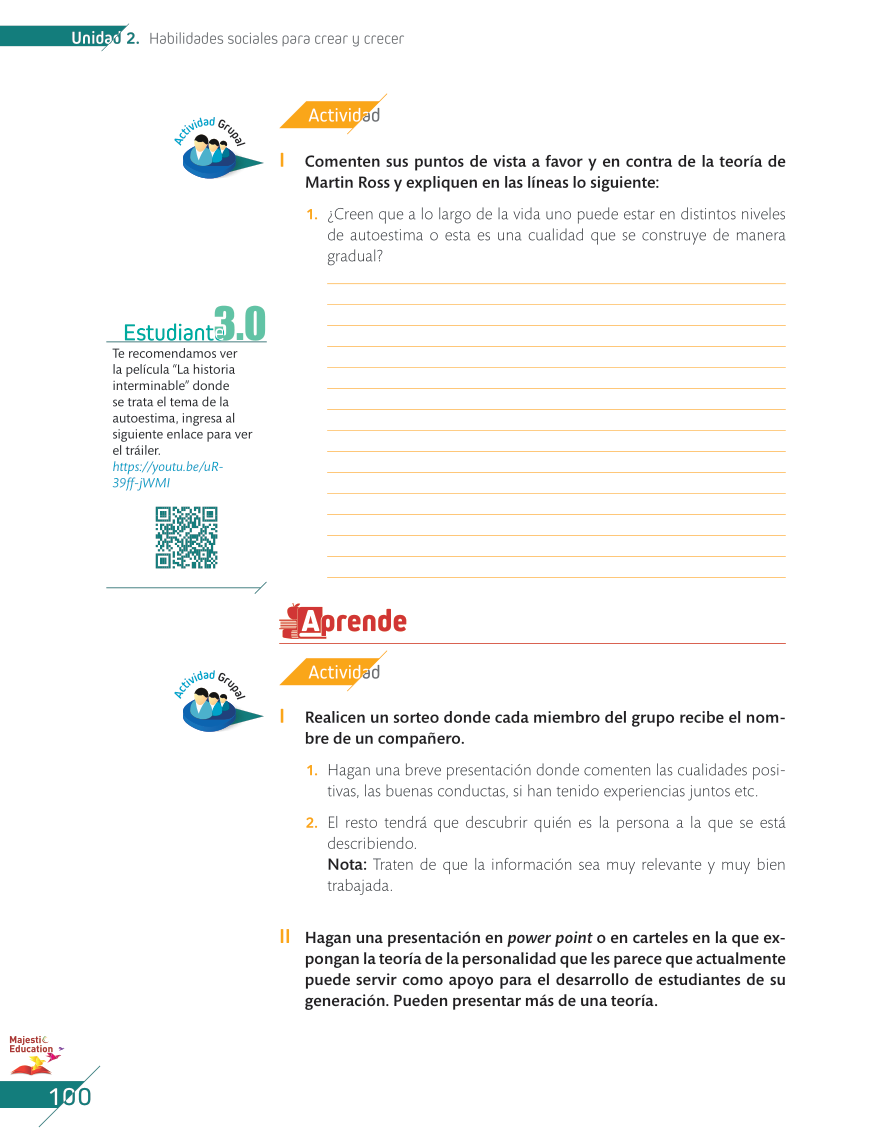 Unidad 2. Habilidades sociales para crear y crecer
Actividad Grupal
Actividad
I Comenten sus puntos de vista a favor y en contra de la teoría de
Martin Ross y expliquen en las líneas lo siguiente:
1. ¿Creen que a lo largo de la vida uno puede estar en distintos niveles
de autoestima o esta es una cualidad que se construye de manera
gradual?
Estudiante 3.0
Te recomendamos ver
la película “La historia
interminable” donde
se trata el tema de la
autoestima, ingresa al
siguiente enlace para ver
el tráiler.
https://youtu.be/uR-
39ff-jWMI
Aprende
Actividad Grupal
Actividad
I Realicen un sorteo donde cada miembro del grupo recibe el nom-
bre de un compañero.
1. Hagan una breve presentación donde comenten las cualidades posi-
tivas, las buenas conductas, si han tenido experiencias juntos etc.
2. El resto tendrá que descubrir quién es la persona a la que se está
describiendo.
Nota: Traten de que la información sea muy relevante y muy bien
trabajada.
II Hagan una presentación en power point o en carteles en la que ex-
pongan la teoría de la personalidad que les parece que actualmente
puede servir como apoyo para el desarrollo de estudiantes de su
generación. Pueden presentar más de una teoría.
Majestic
Education
100